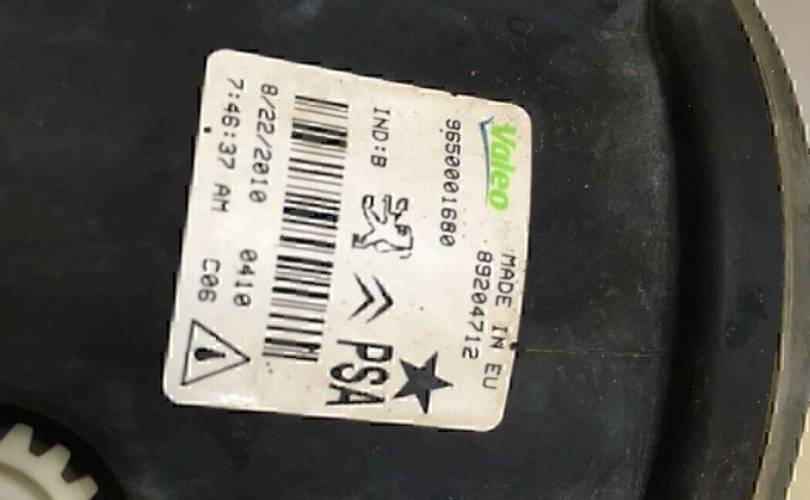 Valeo
MADE IN EU
9650001680
89204712
IND:B
PSA
8/22/2010
0410
7:46:37 AM
C06